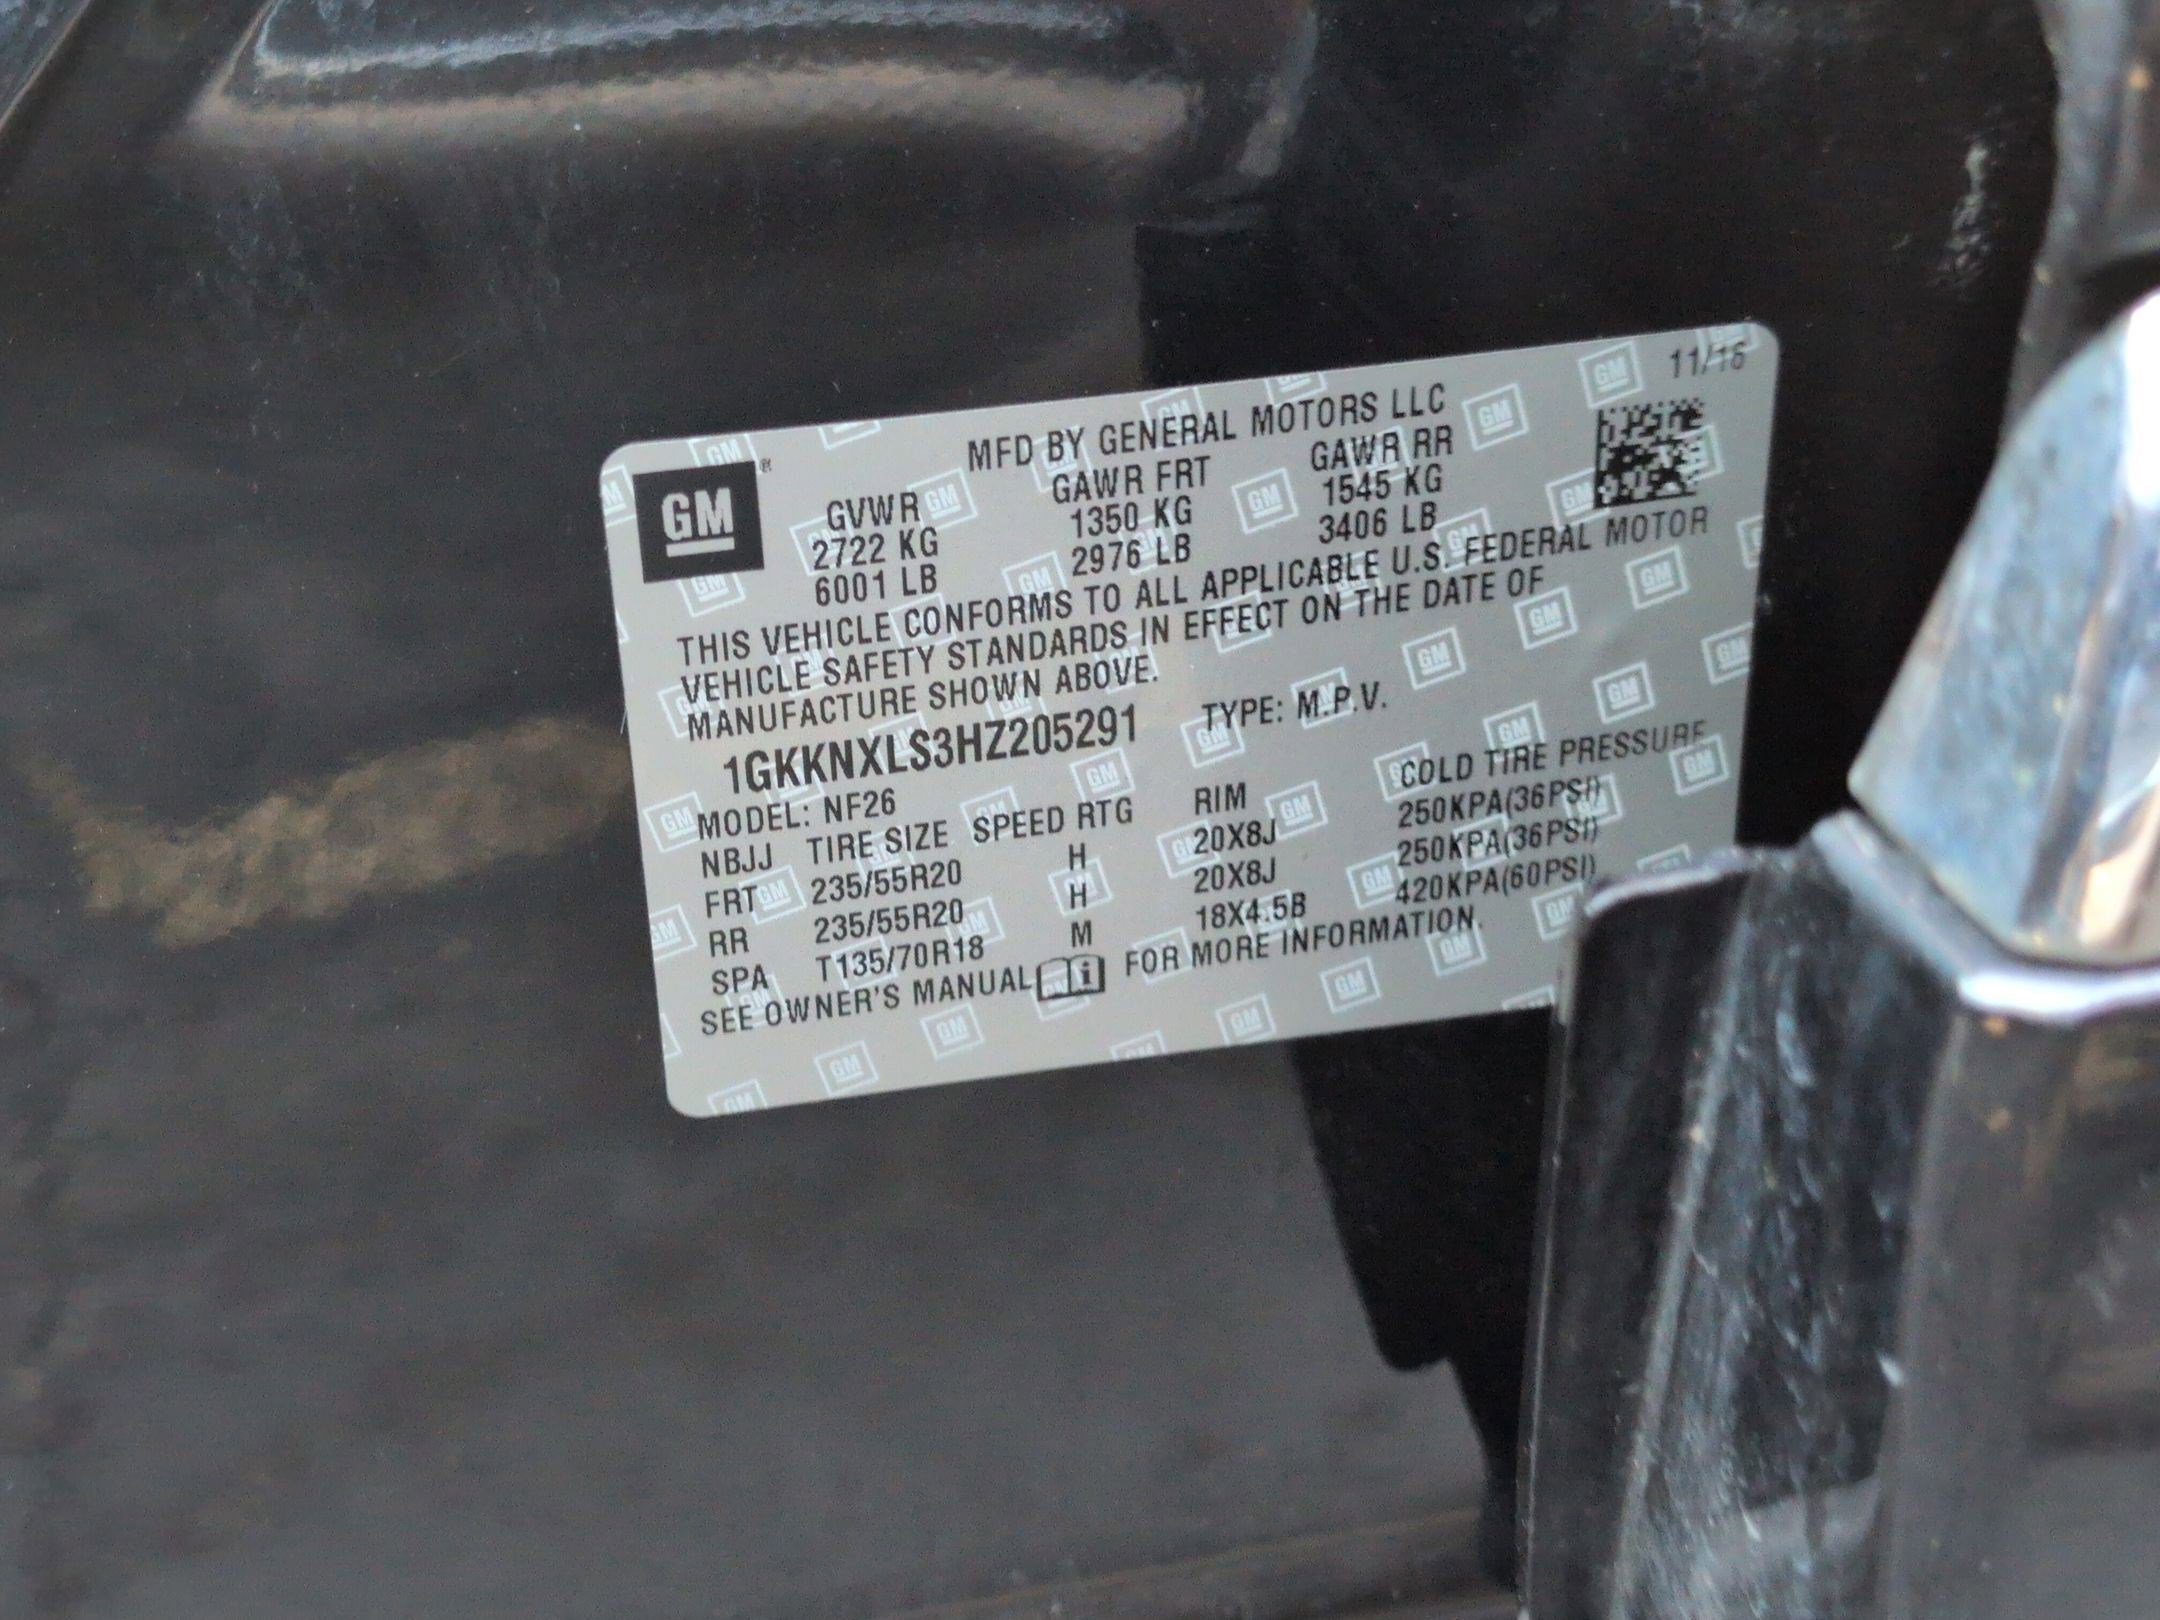 11/16
MFD BY GENERAL MOTORS LLC
GM ®
GVWR GAWR FRT GAWR RR
2722 KG 1350 KG 1545 KG
6001 LB 2976 LB 3406 LB
THIS VEHICLE CONFORMS TO ALL APPLICABLE U.S. FEDERAL MOTOR
VEHICLE SAFETY STANDARDS IN EFFECT ON THE DATE OF
MANUFACTURE SHOWN ABOVE.
1GKKNXLS3HZ205291 TYPE: M.P.V.
MODEL: NF26
NBJJ TIRE SIZE SPEED RTG RIM COLD TIRE PRESSURE
FRT 235/55R20 H 20X8J 250KPA(36PSI)
RR 235/55R20 H 20X8J 250KPA(36PSI)
SPA T135/70R18 M 18X4.5B 420KPA(60PSI)
SEE OWNER'S MANUAL i FOR MORE INFORMATION.